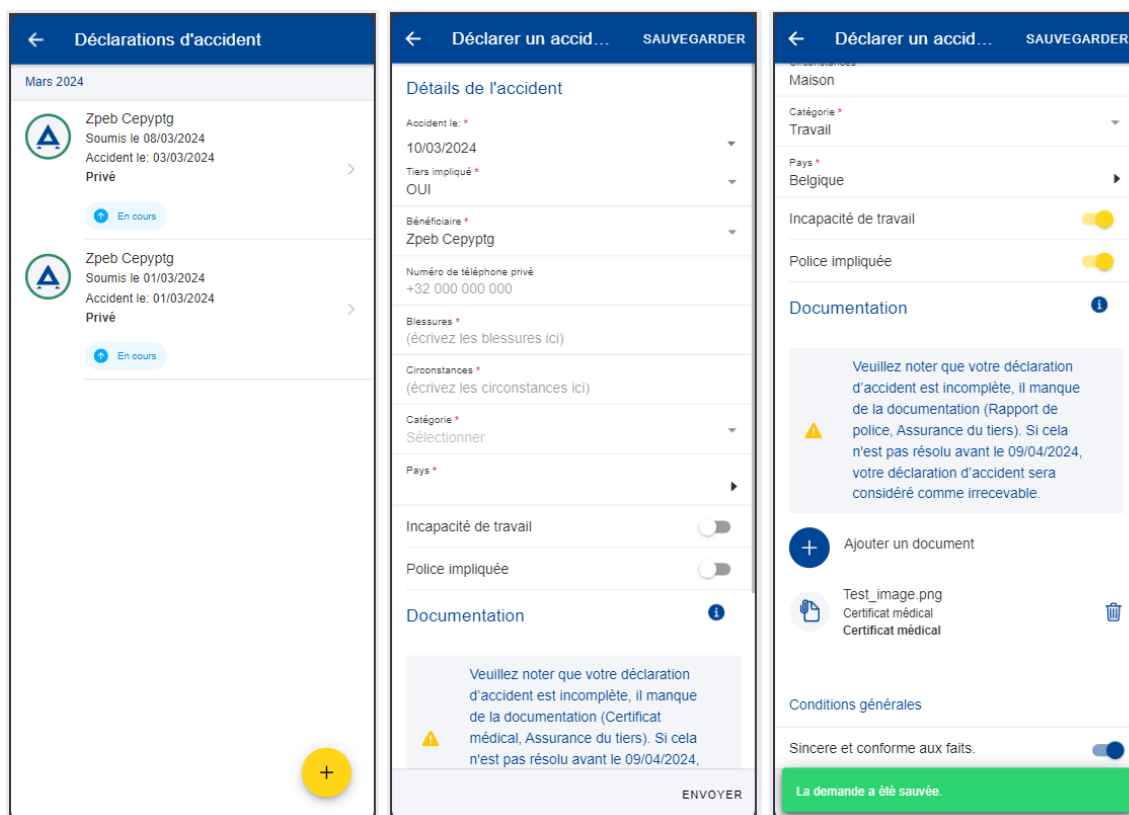 Déclarations d'accident
Mars 2024
Zpeb Cepyptg
Soumis le 08/03/2024
Accident le: 03/03/2024
Privé
En cours
Zpeb Cepyptg
Soumis le 01/03/2024
Accident le: 01/03/2024
Privé
En cours
Déclarer un accid... SAUVEGARDER
Détails de l'accident
Accident le: *
10/03/2024
Tiers impliqué *
OUI
Bénéficiaire *
Zpeb Cepyptg
Numéro de téléphone privé
+32 000 000 000
Blessures *
(écrivez les blessures ici)
Circonstances *
(écrivez les circonstances ici)
Catégorie *
Sélectionner
Pays *
Incapacité de travail
Police impliquée
Documentation
Veuillez noter que votre déclaration
d'accident est incomplète, il manque
de la documentation (Certificat
médical, Assurance du tiers). Si cela
n'est pas résolu avant le 09/04/2024,
ENVOYER
Déclarer un accid... SAUVEGARDER
Circonstances
Maison
Catégorie *
Travail
Pays *
Belgique
Incapacité de travail
Police impliquée
Documentation
Veuillez noter que votre déclaration
d'accident est incomplète, il manque
de la documentation (Rapport de
police, Assurance du tiers). Si cela
n'est pas résolu avant le 09/04/2024,
votre déclaration d'accident sera
considéré comme irrecevable.
Ajouter un document
Test_image.png
Certificat médical
Certificat médical
Conditions générales
Sincere et conforme aux faits.
La demande a été sauvée.